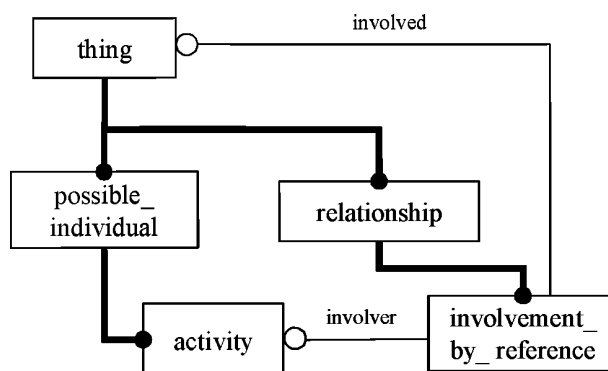 involved
thing
possible_
individual
relationship
involver
activity
involvement_
by_ reference